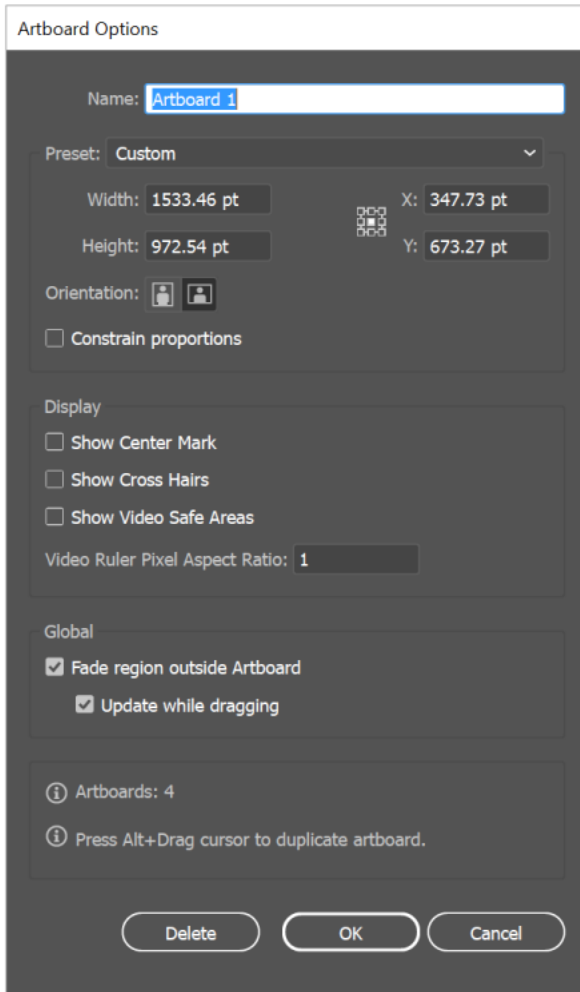 Artboard Options
Name: Artboard 1
Preset: Custom
Width: 1533.46 pt X: 347.73 pt
Height: 972.54 pt Y: 673.27 pt
Orientation:
Constrain proportions
Display
Show Center Mark
Show Cross Hairs
Show Video Safe Areas
Video Ruler Pixel Aspect Ratio: 1
Global
Fade region outside Artboard
Update while dragging
Artboards: 4
Press Alt+Drag cursor to duplicate artboard.
Delete OK Cancel